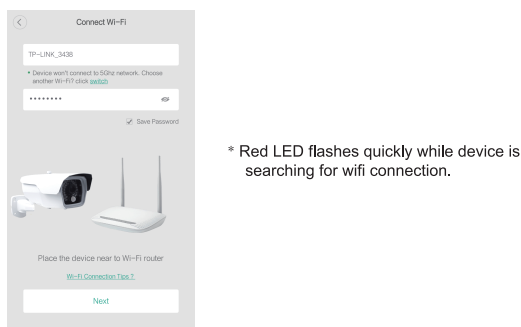 Connect Wi-Fi
TP-LINK_3438
* Device won't connect to 5Ghz network. Choose
another Wi-Fi? click switch
********
Save Password
* Red LED flashes quickly while device is
searching for wifi connection.
Place the device near to Wi-Fi router
Wi-Fi Connection Tips ?
Next